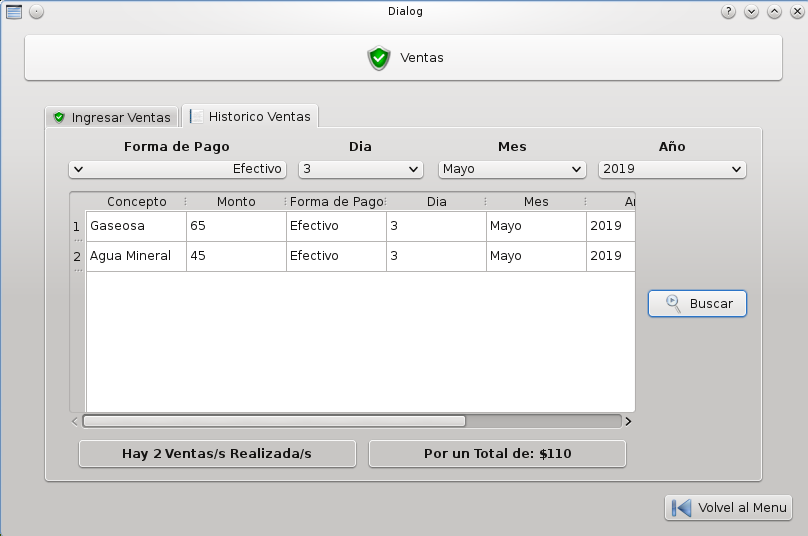 Dialog
Ventas
Ingresar Ventas Historico Ventas
Forma de Pago Dia Mes Año
Efectivo 3 Mayo 2019
Concepto Monto Forma de Pago Dia Mes
1 Gaseosa 65 Efectivo 3 Mayo 2019
2 Agua Mineral 45 Efectivo 3 Mayo 2019
Buscar
Hay 2 Ventas/s Realizada/s Por un Total de: $110
Volvel al Menu